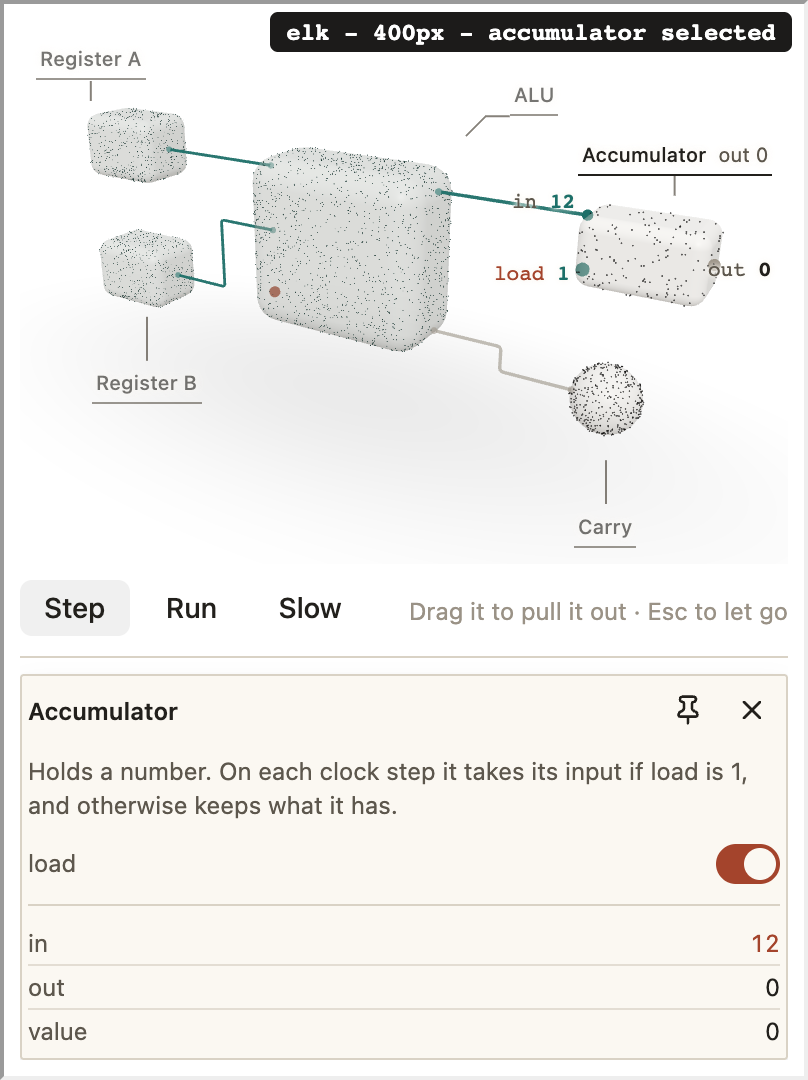 elk – 400px – accumulator selected
Register A
ALU
Accumulator out 0
in 12
load 1
out 0
Register B
Carry
Step Run Slow Drag it to pull it out · Esc to let go
Accumulator
Holds a number. On each clock step it takes its input if load is 1,
and otherwise keeps what it has.
load
in 12
out 0
value 0